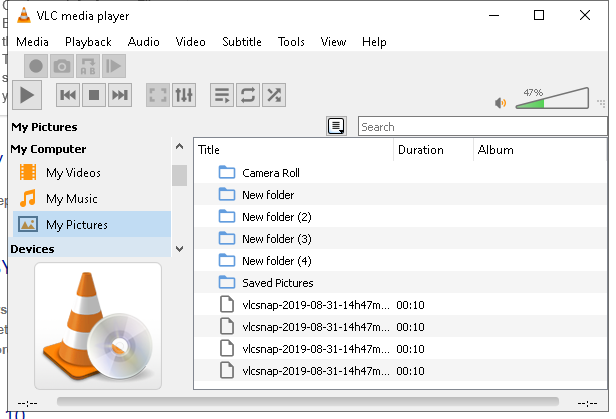 VLC media player
Media Playback Audio Video Subtitle Tools View Help
A B
47%
My Pictures
Search
My Computer
My Videos
My Music
My Pictures
Devices
Title Duration Album
Camera Roll
New folder
New folder (2)
New folder (3)
New folder (4)
Saved Pictures
vlcsnap-2019-08-31-14h47m... 00:10
vlcsnap-2019-08-31-14h47m... 00:10
vlcsnap-2019-08-31-14h47m... 00:10
vlcsnap-2019-08-31-14h47m... 00:10
--:-- --:--